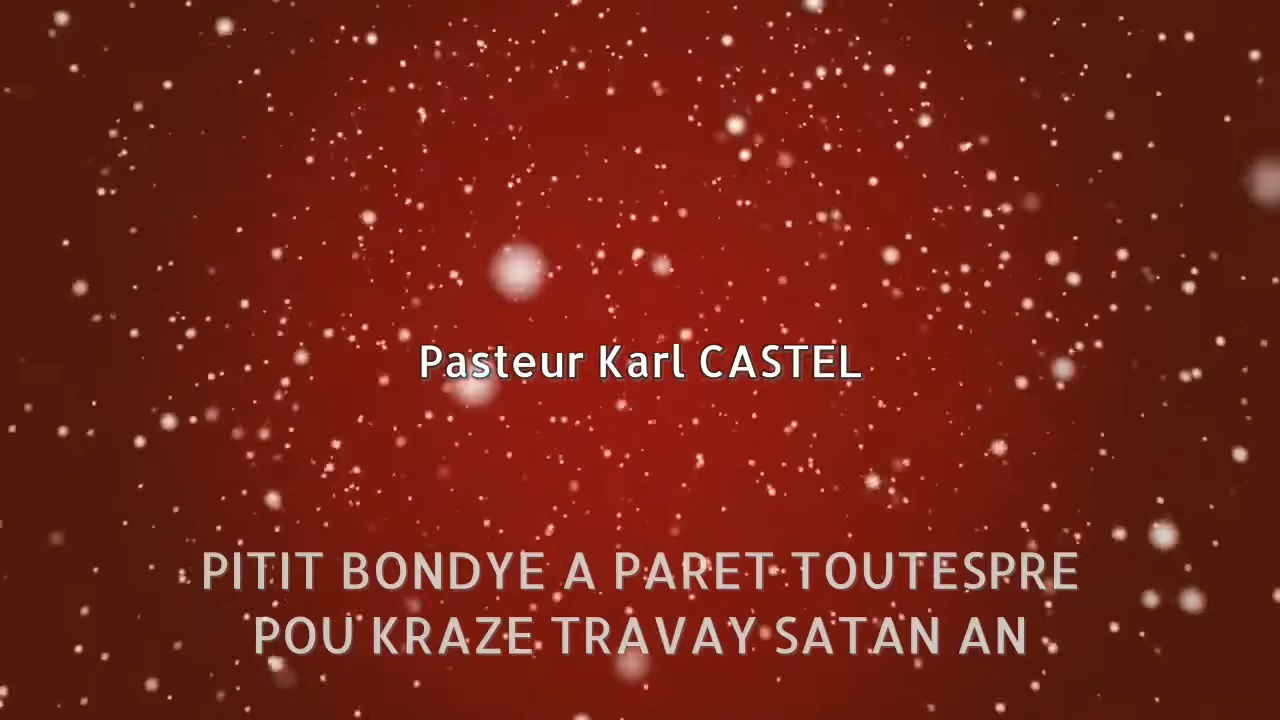 Pasteur Karl CASTEL
PITIT BONDYE A PARET TOUTESPRE
POU KRAZE TRAVAY SATAN AN